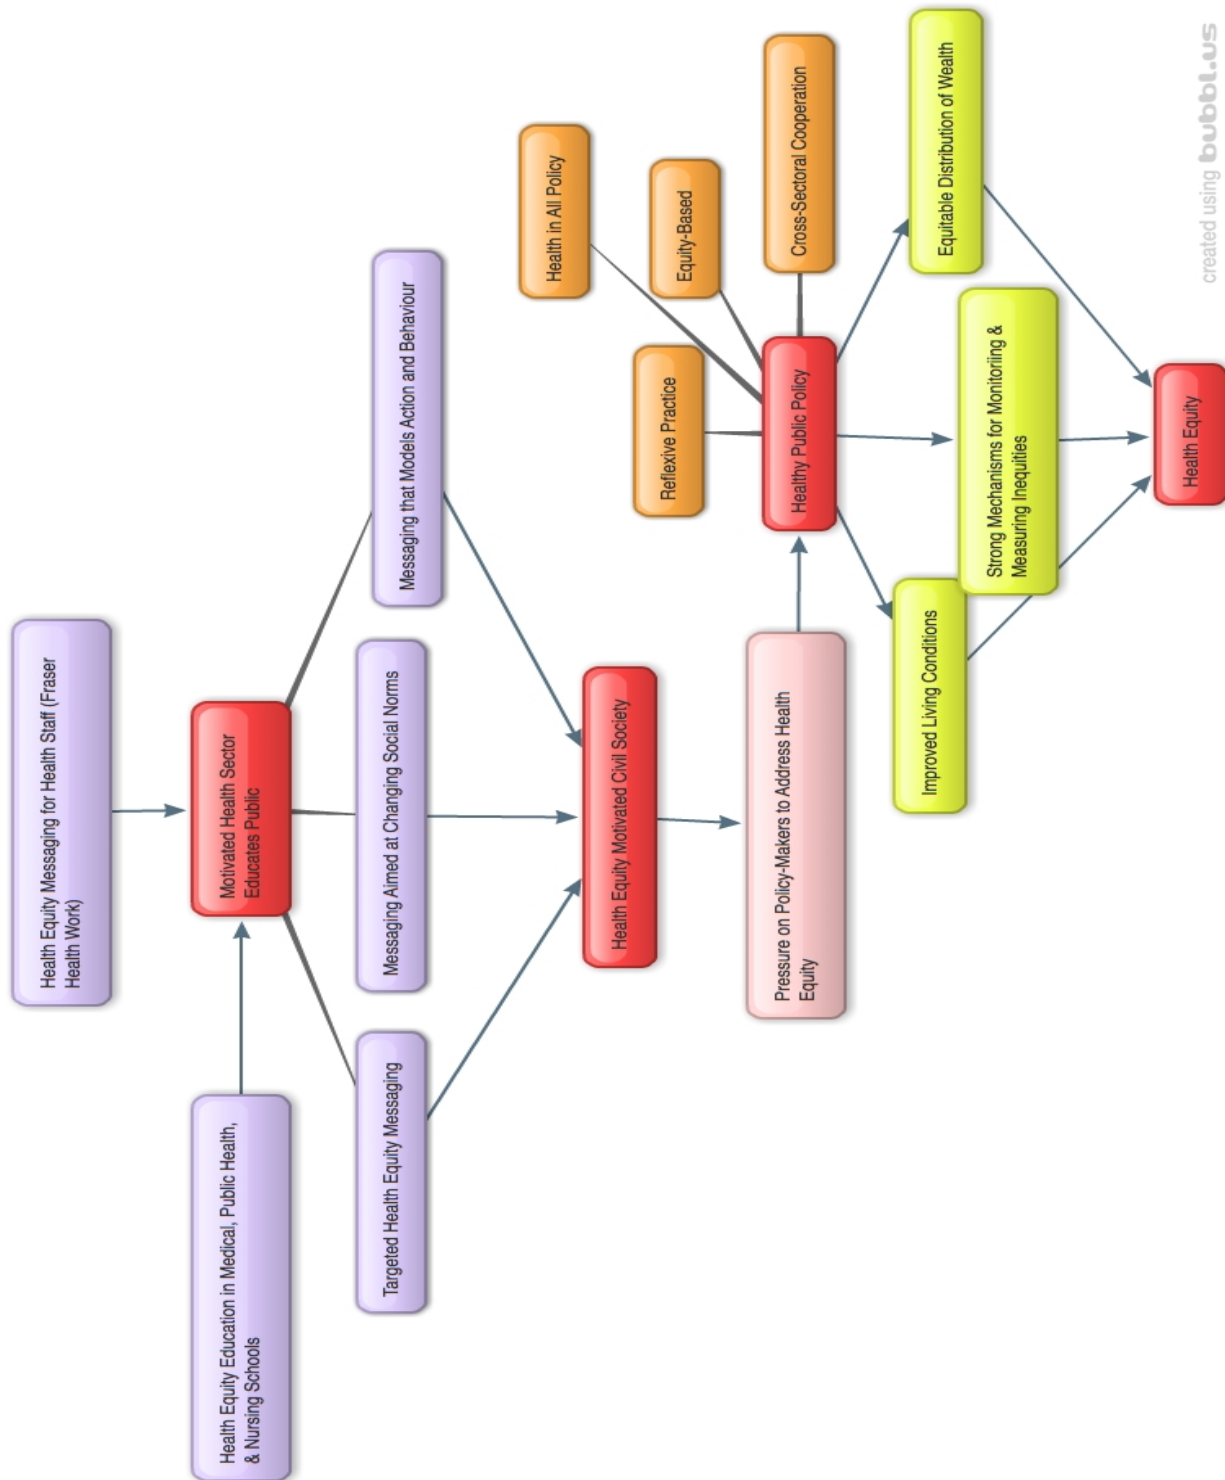 Health Equity Messaging for Health Staff (Fraser
Health Work)
Health Equity Education in Medical, Public Health,
& Nursing Schools
Motivated Health Sector
Educates Public
Targeted Health Equity Messaging
Messaging Aimed at Changing Social Norms
Messaging that Models Action and Behaviour
Health Equity Motivated Civil Society
Pressure on Policy-Makers to Address Health
Equity
Healthy Public Policy
Reflexive Practice
Health in All Policy
Equity-Based
Cross-Sectoral Cooperation
Improved Living Conditions
Strong Mechanisms for Monitoriing &
Measuring Inequities
Equitable Distribution of Wealth
Health Equity
created using bubbl.us